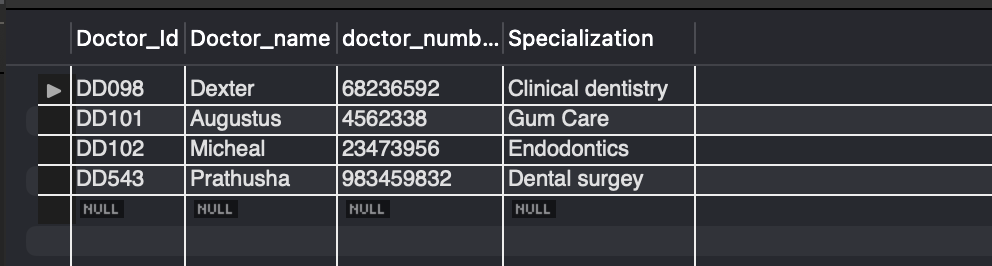 Doctor_Id Doctor_name doctor_numb... Specialization
DD098 Dexter 68236592 Clinical dentistry
DD101 Augustus 4562338 Gum Care
DD102 Micheal 23473956 Endodontics
DD543 Prathusha 983459832 Dental surgey
NULL NULL NULL NULL